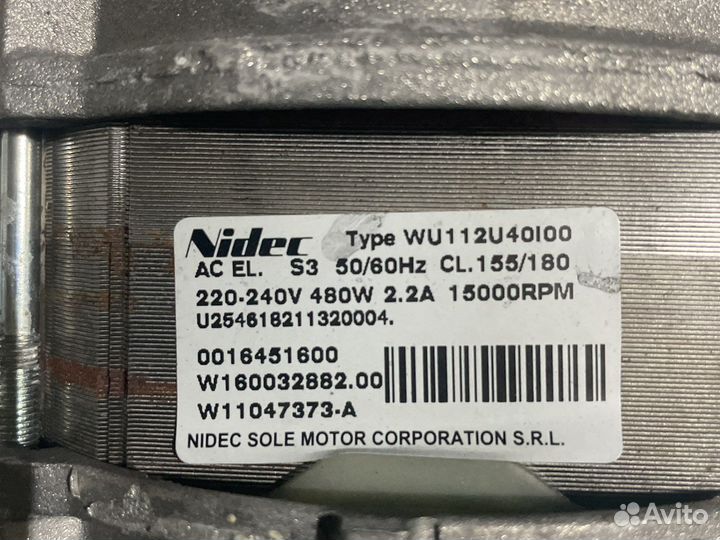 Nidec Type WU112U40I00
AC EL. S3 50/60Hz CL.155/180
220-240V 480W 2.2A 15000RPM
U254618211320004.
0016451600
W160032882.00
W11047373-A
NIDEC SOLE MOTOR CORPORATION S.R.L.
Avito